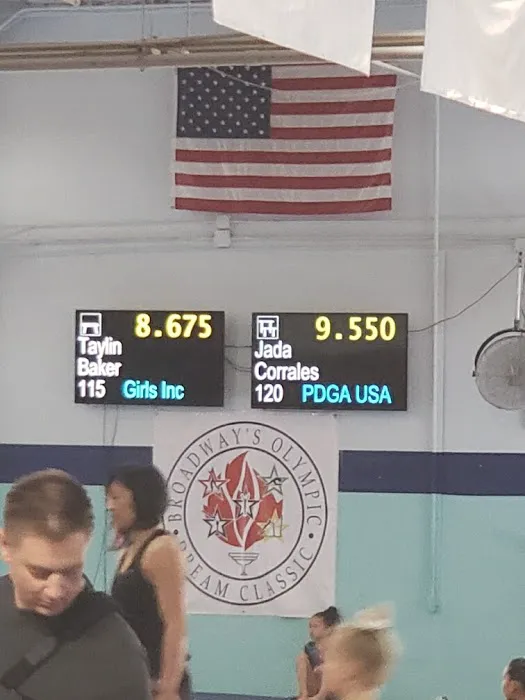 8.675
Taylin
Baker
115 Girls Inc
9.550
Jada
Corrales
120 PDGA USA
BROADWAY'S OLYMPIC
DREAM CLASSIC